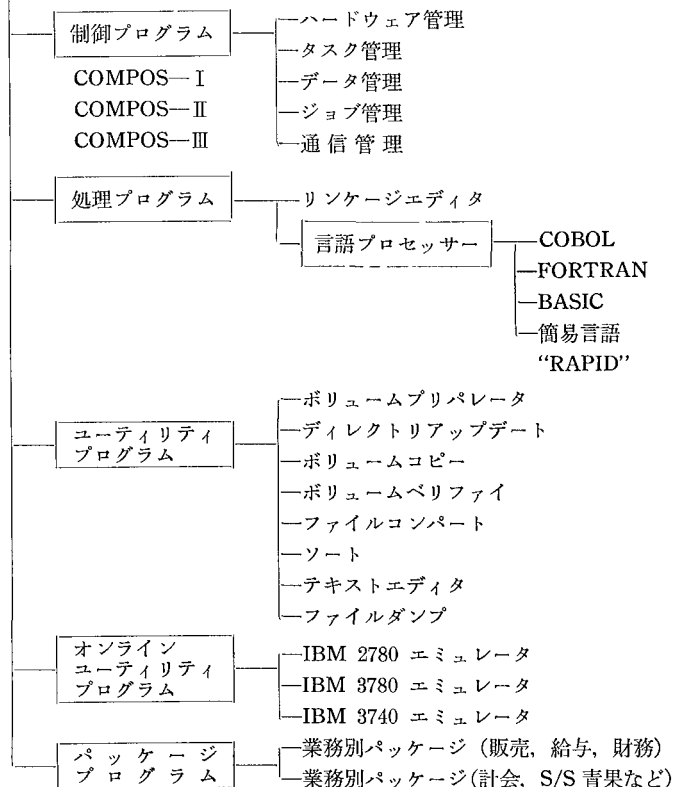 制御プログラム
COMPOS—Ⅰ
COMPOS—Ⅱ
COMPOS—Ⅲ
ハードウェア管理
タスク管理
データ管理
ジョブ管理
通信管理
処理プログラム
リンケージエディタ
言語プロセッサー
COBOL
FORTRAN
BASIC
簡易言語
“RAPID”
ユーティリティ
プログラム
ボリュームプリパレータ
ディレクトリアップデート
ボリュームコピー
ボリュームベリファイ
ファイルコンパート
ソート
テキストエディタ
ファイルダンプ
オンライン
ユーティリティ
プログラム
IBM 2780 エミュレータ
IBM 3780 エミュレータ
IBM 3740 エミュレータ
パッケージ
プログラム
業務別パッケージ (販売, 給与, 財務)
業務別パッケージ(計会, S/S 青果など)